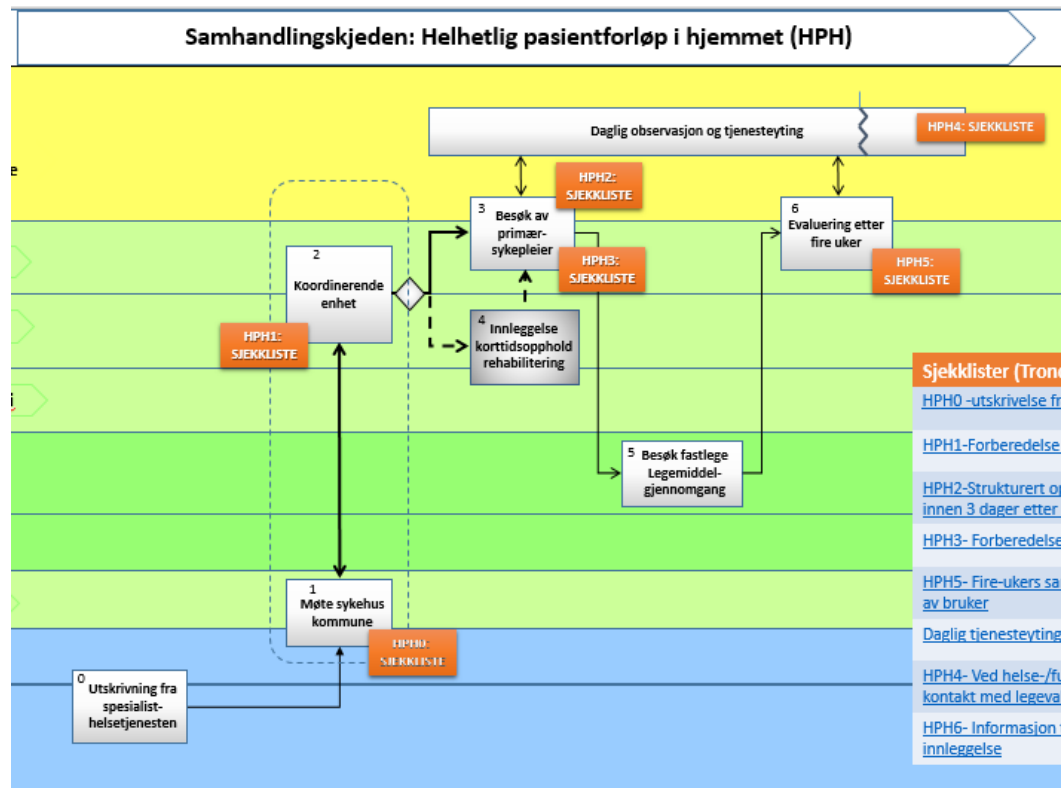 Samhandlingskjeden: Helhetlig pasientforløp i hjemmet (HPH)
Daglig observasjon og tjenesteyting
HPH4: SJEKKLISTE
e
HPH2:
SJEKKLISTE
3
Besøk av
primær-
sykepleier
6
Evaluering etter
fire uker
2
Koordinerende
enhet
HPH3:
SJEKKLISTE
HPH5:
SJEKKLISTE
HPH1:
SJEKKLISTE
4
Innleggelse
korttidsopphold
rehabilitering
i
5
Besøk fastlege
Legemiddel-
gjennomgang
1
Møte sykehus
kommune
HPH0:
SJEKKLISTE
0
Utskrivning fra
spesialist-
helsetjenesten
Sjekklister (Trond
HPH0 -utskrivelse fr
HPH1-Forberedelse
HPH2-Strukturert op
innen 3 dager etter
HPH3- Forberedelse
HPH5- Fire-ukers sa
av bruker
Daglig tjenesteyting
HPH4- Ved helse-/fu
kontakt med legeva
HPH6- Informasjon
innleggelse